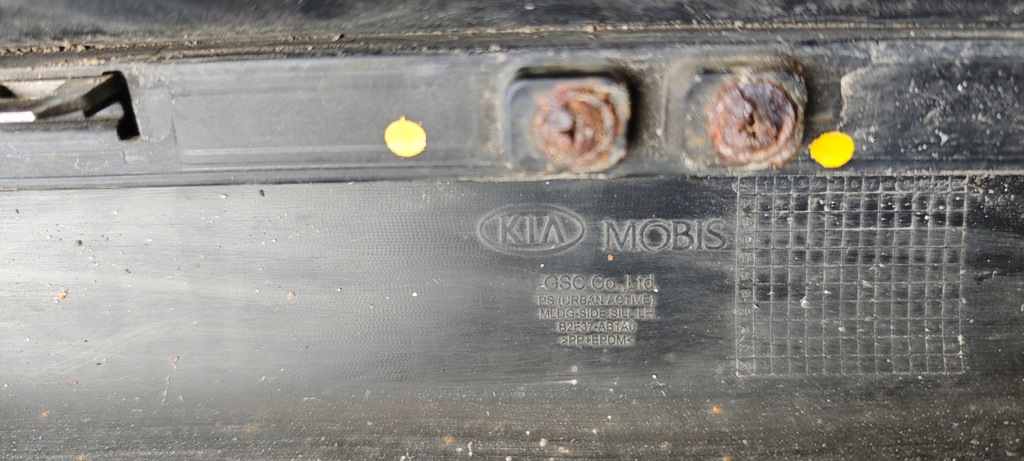 KIA MOBIS
GSC Co.,Ltd
PS (URBAN-ACTIVE)
MLDG-SIDE SILL LH
B2F37-AB1A0
>PP+EPDM<